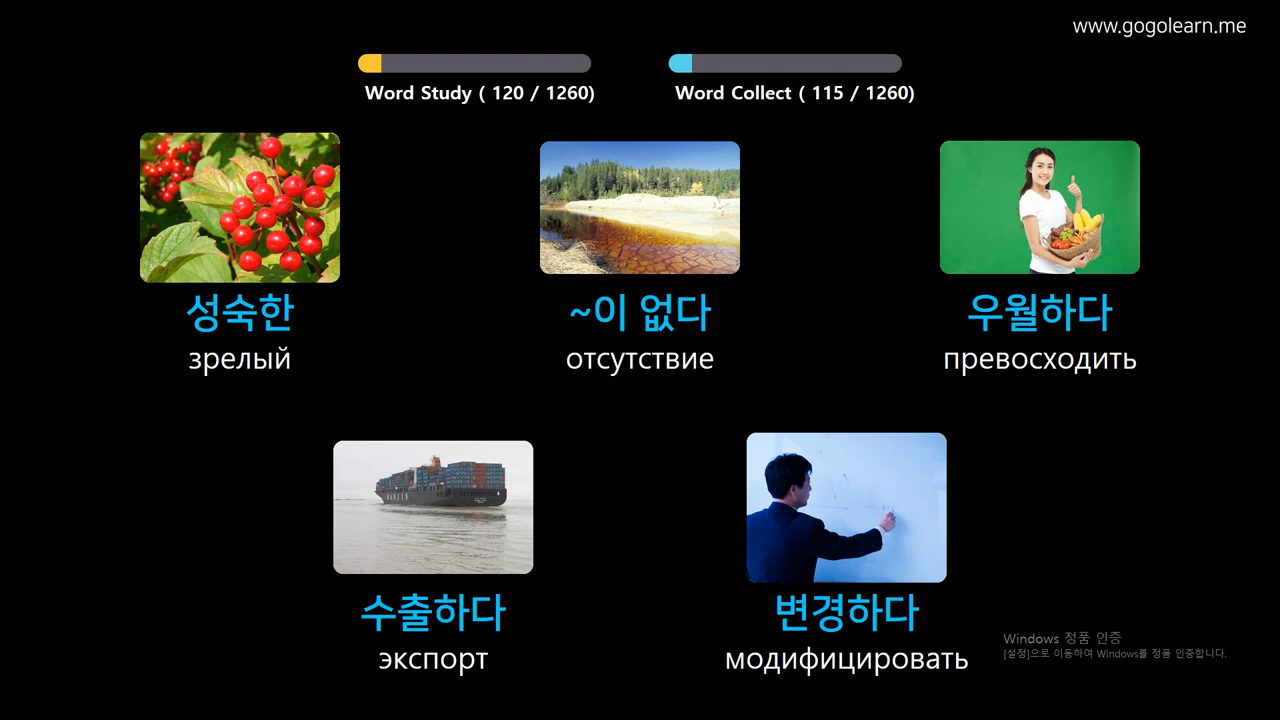 www.gogolearn.me
Word Study ( 120 / 1260)
Word Collect ( 115 / 1260)
성숙한
зрелый
~이 없다
отсутствие
우월하다
превосходить
수출하다
экспорт
변경하다
модифицировать
Windows 정품 인증
[설정]으로 이동하여 Windows를 정품 인증합니다.